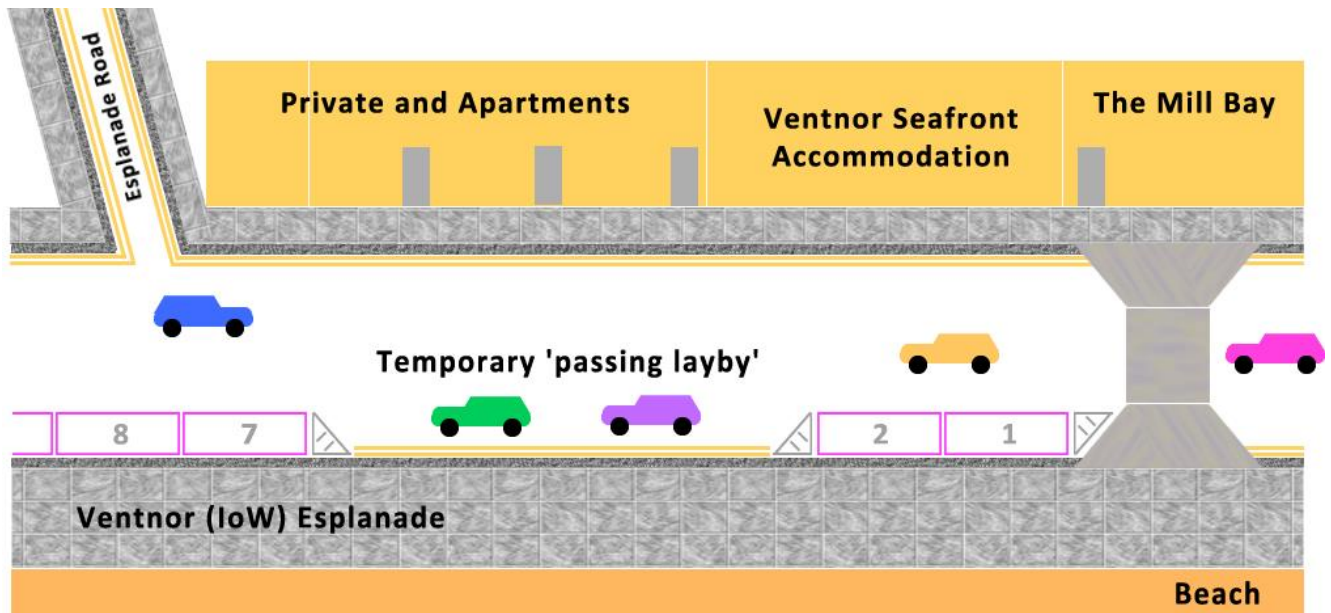 Esplanade Road
Private and Apartments
Ventnor Seafront
Accommodation
The Mill Bay
Temporary 'passing layby'
8 7 2 1
Ventnor (IoW) Esplanade
Beach